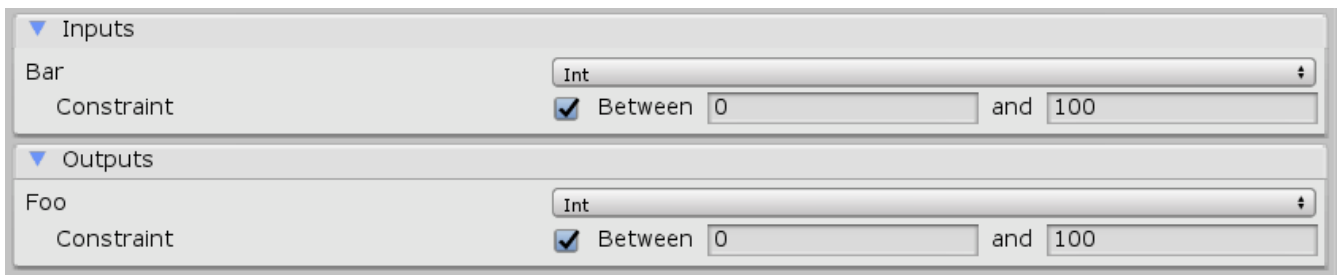 Inputs
Bar Int
Constraint Between 0 and 100
Outputs
Foo Int
Constraint Between 0 and 100